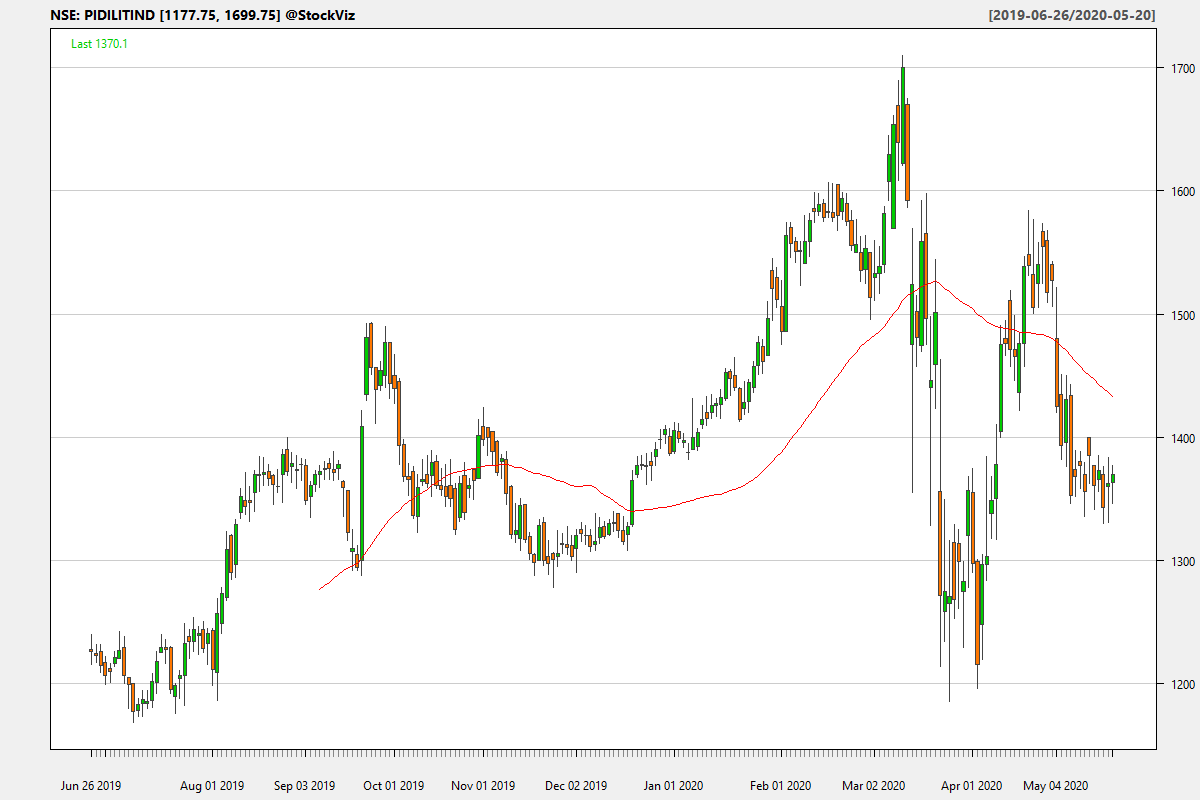 NSE: PIDILITIND [1177.75, 1699.75] @StockViz [2019-06-26/2020-05-20]
Last 1370.1
1700
1600
1500
1400
1300
1200
Jun 26 2019 Aug 01 2019 Sep 03 2019 Oct 01 2019 Nov 01 2019 Dec 02 2019 Jan 01 2020 Feb 01 2020 Mar 02 2020 Apr 01 2020 May 04 2020